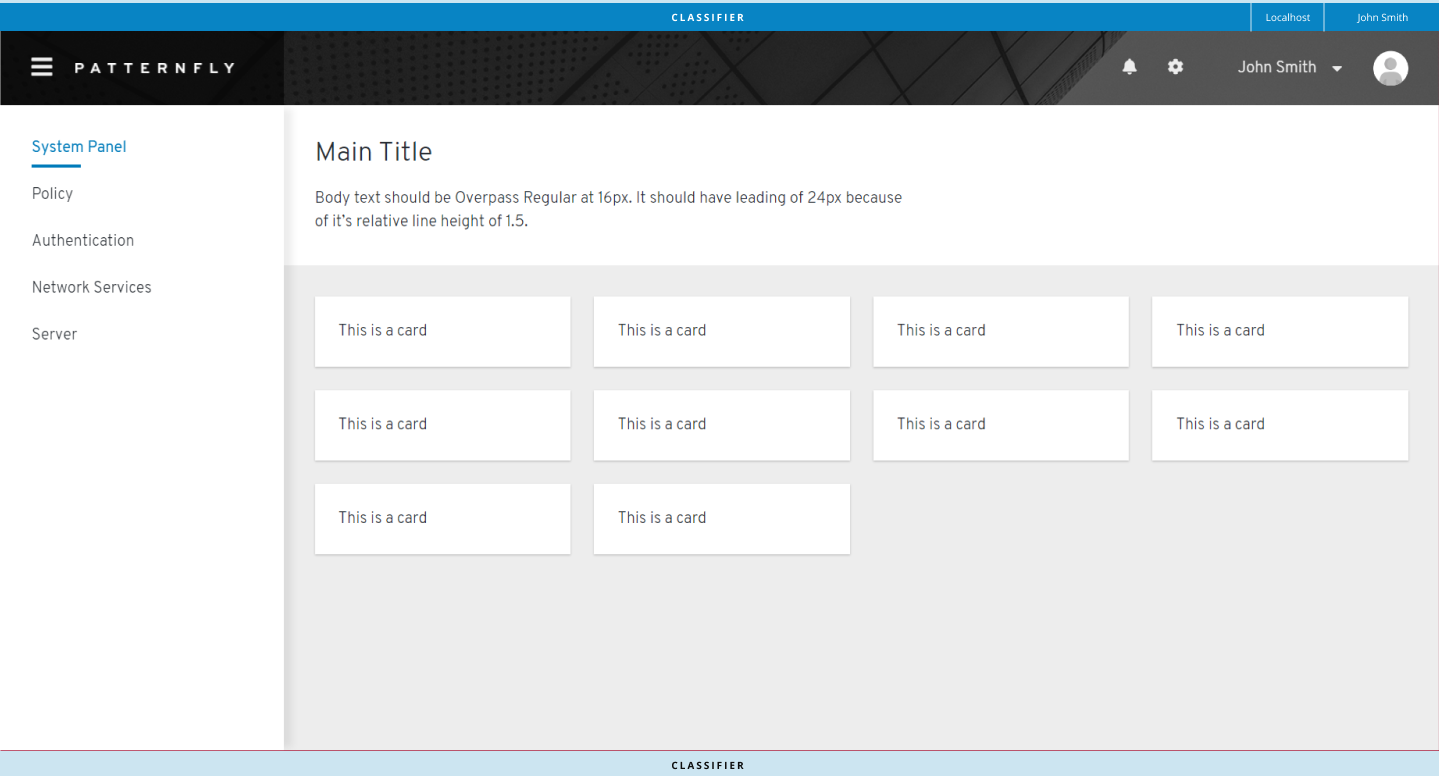 CLASSIFIER
Localhost
John Smith
PATTERNFLY
John Smith
System Panel
Policy
Authentication
Network Services
Server
Main Title
Body text should be Overpass Regular at 16px. It should have leading of 24px because
of it’s relative line height of 1.5.
This is a card
This is a card
This is a card
This is a card
This is a card
This is a card
This is a card
This is a card
This is a card
This is a card
CLASSIFIER